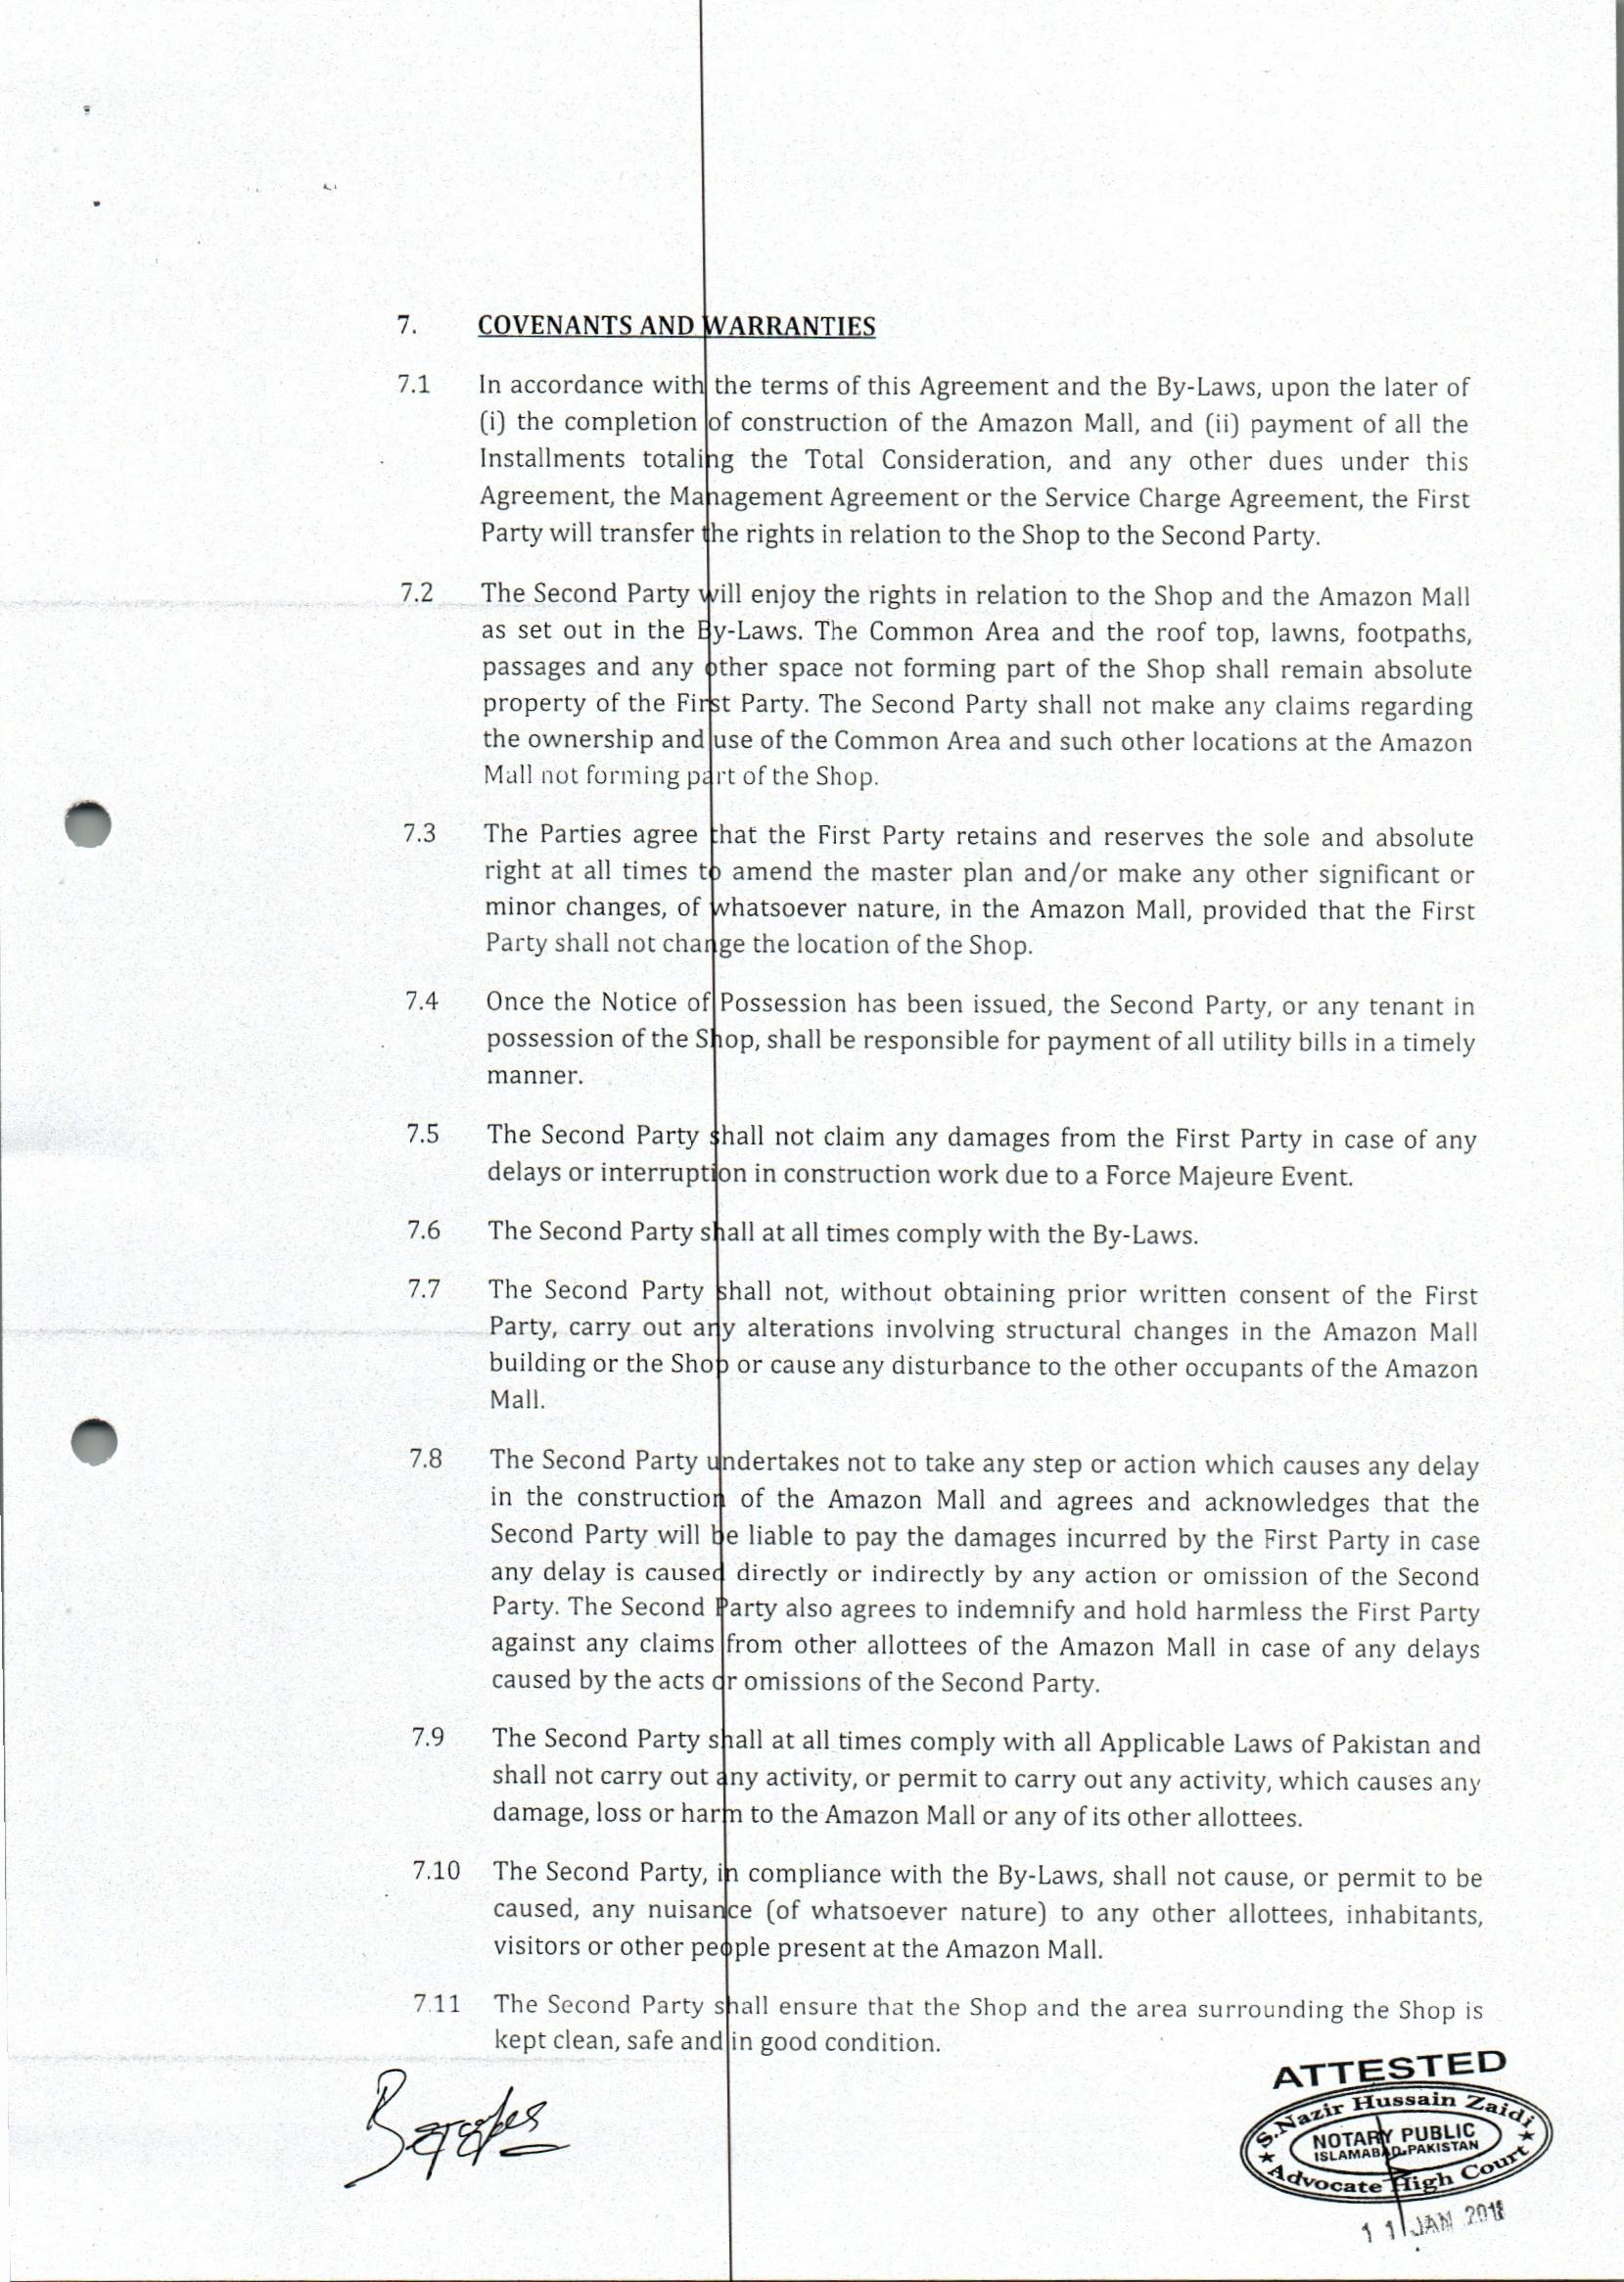 7. COVENANTS AND WARRANTIES
7.1 In accordance with the terms of this Agreement and the By-Laws, upon the later of
(i) the completion of construction of the Amazon Mall, and (ii) payment of all the
Installments totaling the Total Consideration, and any other dues under this
Agreement, the Management Agreement or the Service Charge Agreement, the First
Party will transfer the rights in relation to the Shop to the Second Party.
7.2 The Second Party will enjoy the rights in relation to the Shop and the Amazon Mall
as set out in the By-Laws. The Common Area and the roof top, lawns, footpaths,
passages and any other space not forming part of the Shop shall remain absolute
property of the First Party. The Second Party shall not make any claims regarding
the ownership and use of the Common Area and such other locations at the Amazon
Mall not forming part of the Shop.
7.3 The Parties agree that the First Party retains and reserves the sole and absolute
right at all times to amend the master plan and/or make any other significant or
minor changes, of whatsoever nature, in the Amazon Mall, provided that the First
Party shall not change the location of the Shop.
7.4 Once the Notice of Possession has been issued, the Second Party, or any tenant in
possession of the Shop, shall be responsible for payment of all utility bills in a timely
manner.
7.5 The Second Party shall not claim any damages from the First Party in case of any
delays or interruption in construction work due to a Force Majeure Event.
7.6 The Second Party shall at all times comply with the By-Laws.
7.7 The Second Party shall not, without obtaining prior written consent of the First
Party, carry out any alterations involving structural changes in the Amazon Mall
building or the Shop or cause any disturbance to the other occupants of the Amazon
Mall.
7.8 The Second Party undertakes not to take any step or action which causes any delay
in the construction of the Amazon Mall and agrees and acknowledges that the
Second Party will be liable to pay the damages incurred by the First Party in case
any delay is caused directly or indirectly by any action or omission of the Second
Party. The Second Party also agrees to indemnify and hold harmless the First Party
against any claims from other allottees of the Amazon Mall in case of any delays
caused by the acts or omissions of the Second Party.
7.9 The Second Party shall at all times comply with all Applicable Laws of Pakistan and
shall not carry out any activity, or permit to carry out any activity, which causes any
damage, loss or harm to the Amazon Mall or any of its other allottees.
7.10 The Second Party, in compliance with the By-Laws, shall not cause, or permit to be
caused, any nuisance (of whatsoever nature) to any other allottees, inhabitants,
visitors or other people present at the Amazon Mall.
7.11 The Second Party shall ensure that the Shop and the area surrounding the Shop is
kept clean, safe and in good condition.
ATTESTED
S.Nazir Hussain Zaidi
NOTARY PUBLIC
ISLAMABAD.PAKISTAN
Advocate High Court
11 JAN